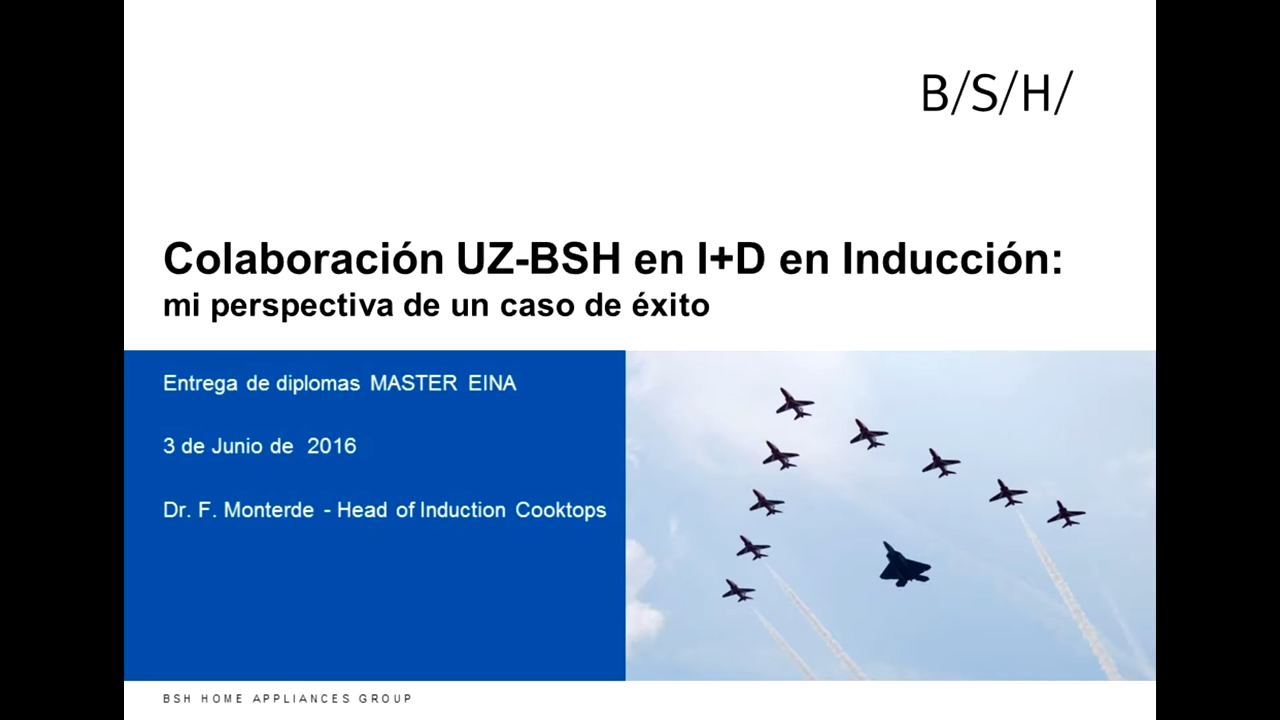 B/S/H/
Colaboración UZ-BSH en I+D en Inducción:
mi perspectiva de un caso de éxito
Entrega de diplomas MASTER EINA
3 de Junio de 2016
Dr. F. Monterde - Head of Induction Cooktops
BSH HOME APPLIANCES GROUP